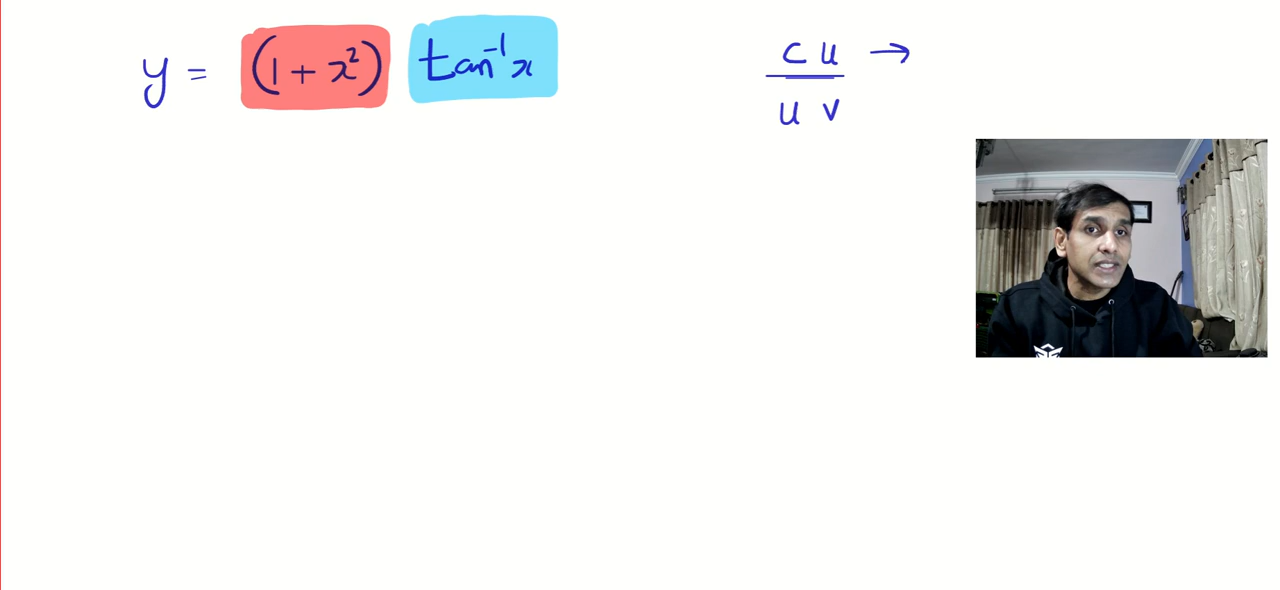 y = (1 + x²) tan⁻¹x
c u →
u v